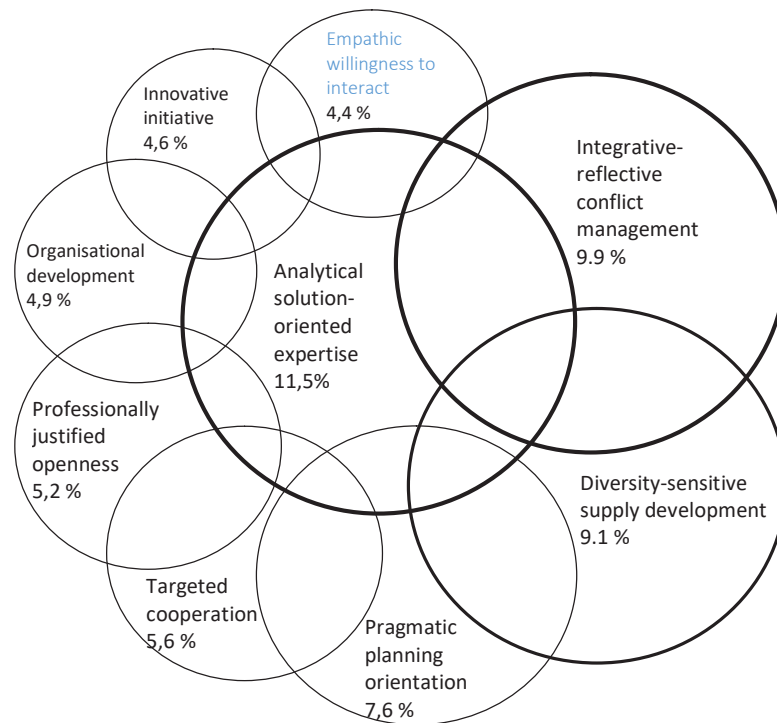 Empathic
willingness to
interact
4,4 %
Innovative
initiative
4,6 %
Integrative-
reflective
conflict
management
9.9 %
Organisational
development
4,9 %
Analytical
solution-
oriented
expertise
11,5%
Professionally
justified
openness
5,2 %
Diversity-sensitive
supply development
9.1 %
Targeted
cooperation
5,6 %
Pragmatic
planning
orientation
7,6 %